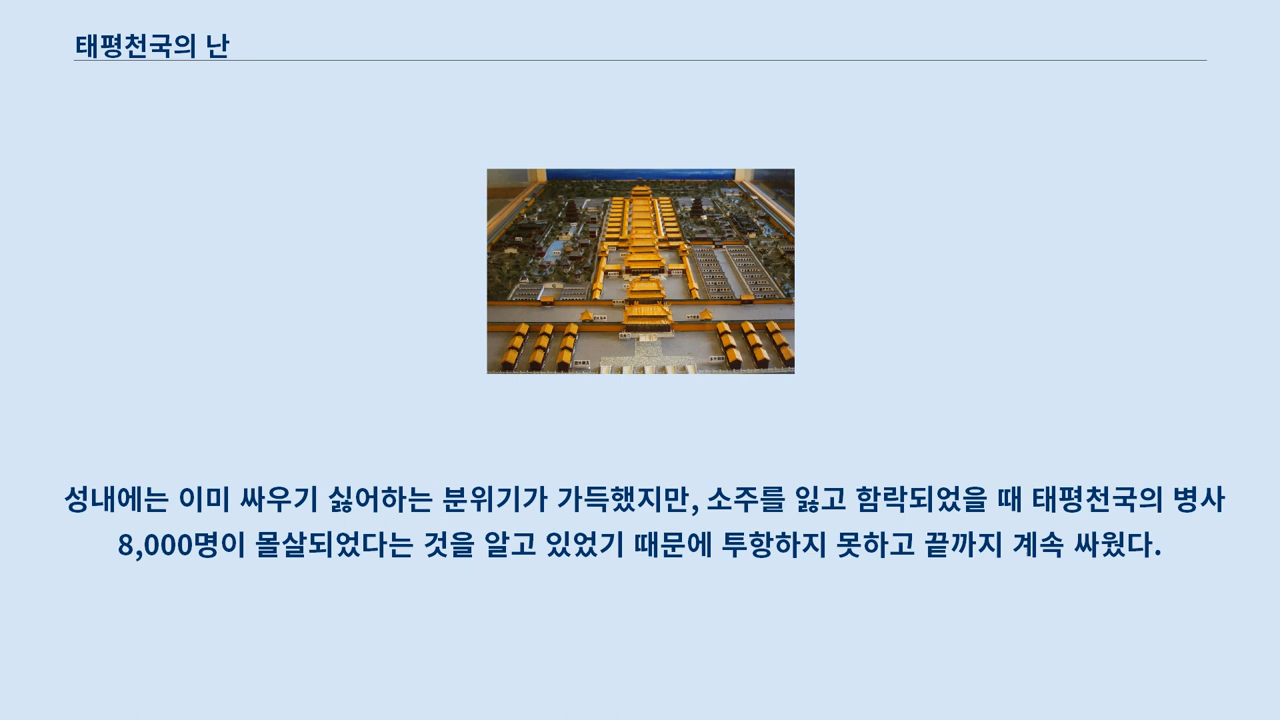 태평천국의 난
성내에는 이미 싸우기 싫어하는 분위기가 가득했지만, 소주를 잃고 함락되었을 때 태평천국의 병사
8,000명이 몰살되었다는 것을 알고 있었기 때문에 투항하지 못하고 끝까지 계속 싸웠다.